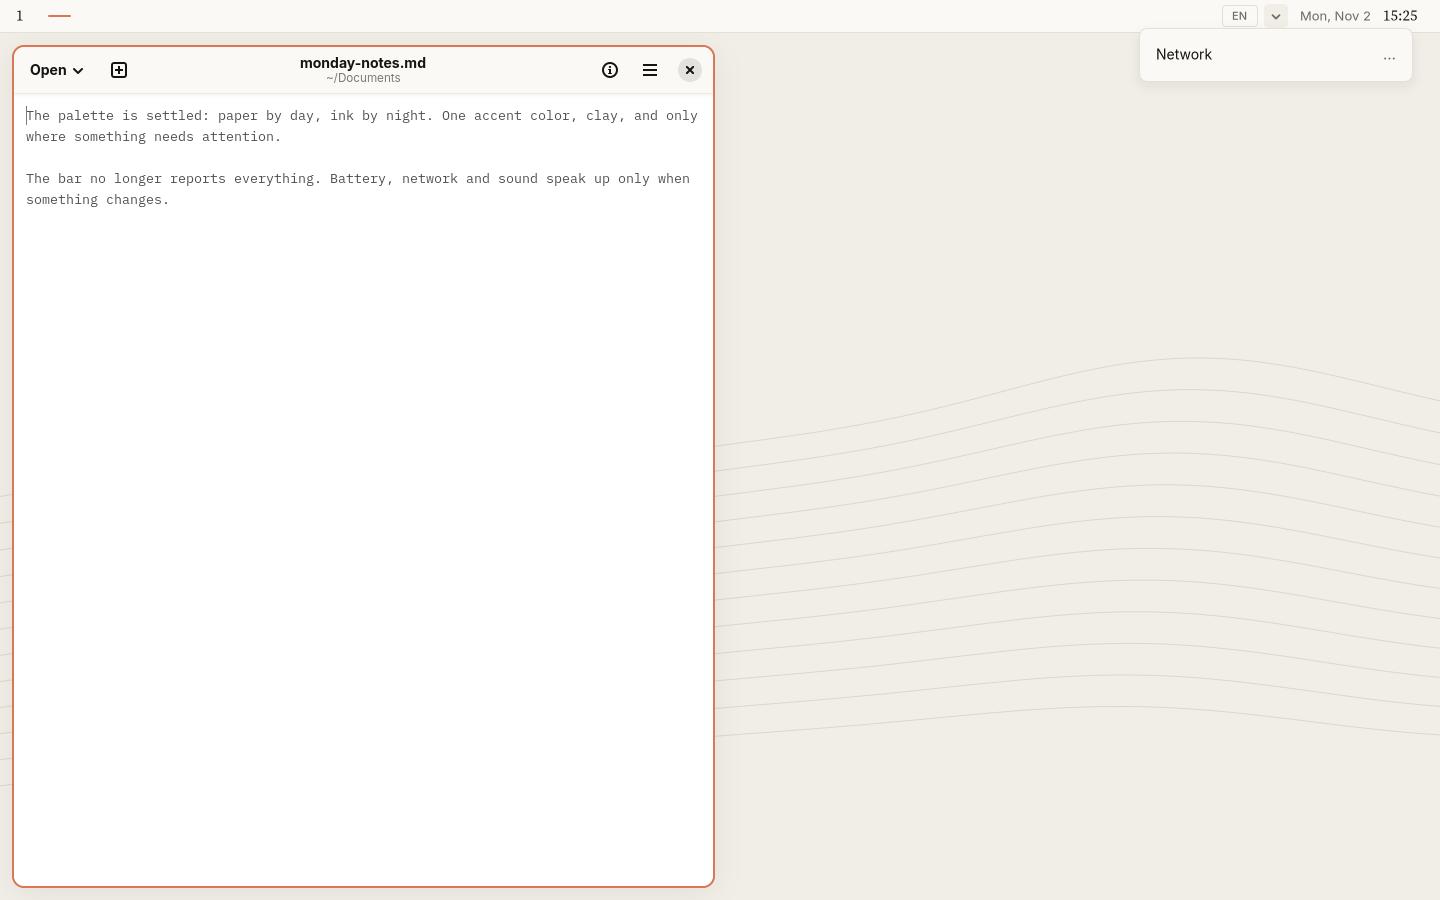 1
EN
Mon, Nov 2 15:25
Network ...
Open
monday-notes.md
~/Documents
The palette is settled: paper by day, ink by night. One accent color, clay, and only
where something needs attention.
The bar no longer reports everything. Battery, network and sound speak up only when
something changes.